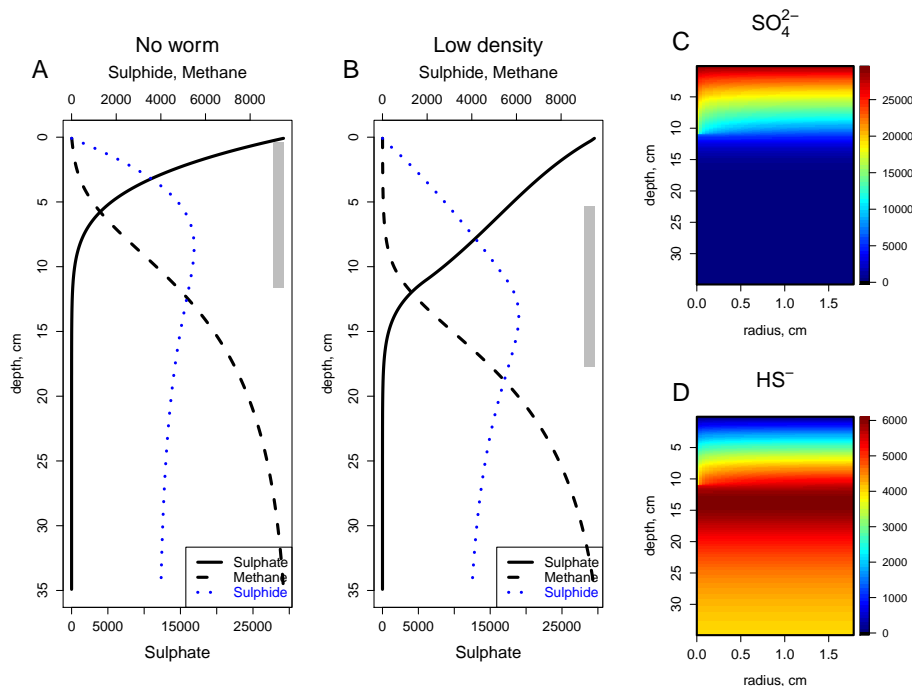 No worm
A
Sulphide, Methane
0 2000 4000 6000 8000
0
5
10
15
20
25
30
35
depth, cm
Sulphate
Methane
Sulphide
0 5000 15000 25000
Sulphate
Low density
B
Sulphide, Methane
0 2000 4000 6000 8000
0
5
10
15
20
25
30
35
depth, cm
Sulphate
Methane
Sulphide
0 5000 15000 25000
Sulphate
C
SO₄²⁻
5
10
15
20
30
depth, cm
0.0 0.5 1.0 1.5
radius, cm
25000
20000
15000
10000
5000
0
D
HS⁻
5
10
15
20
30
depth, cm
0.0 0.5 1.0 1.5
radius, cm
6000
5000
4000
3000
2000
1000
0